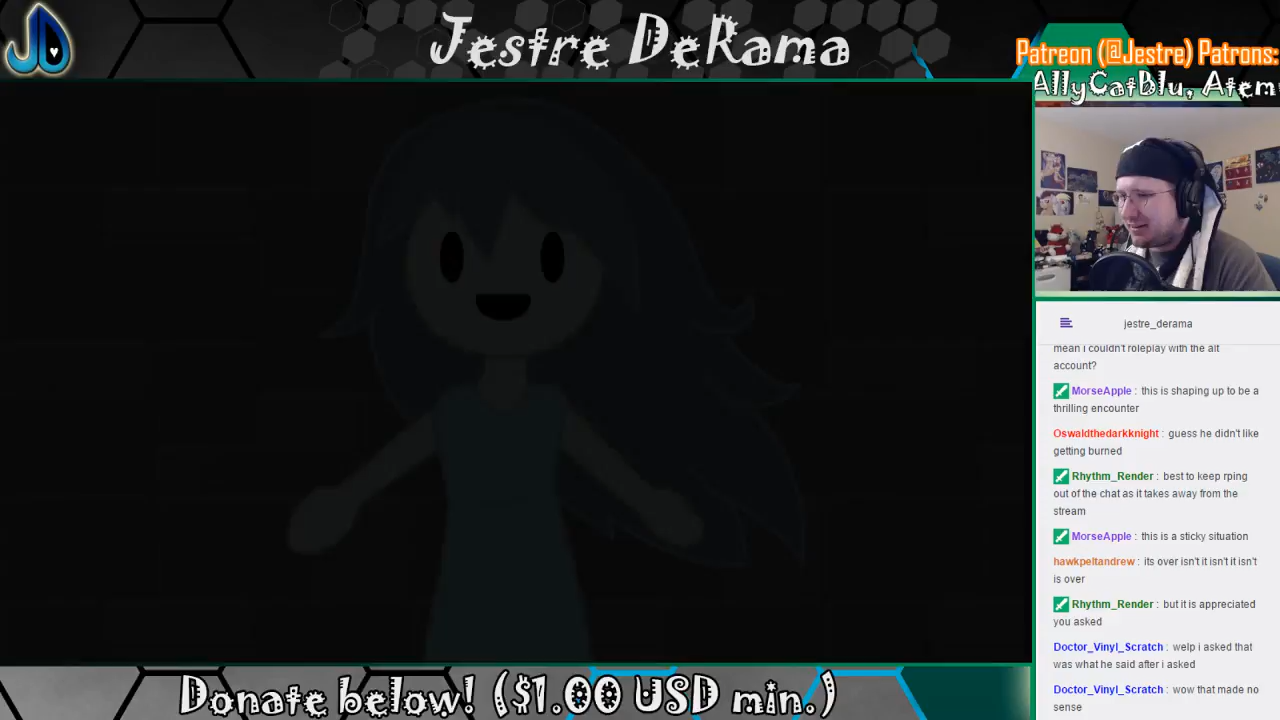 JD
Jestre DeRama
Patreon (@Jestre) Patrons:
AllyCatBlu, Atem
jestre_derama
mean i couldn't roleplay with the alt
account?
MorseApple : this is shaping up to be a
thrilling encounter
Oswaldthedarkknight : guess he didn't like
getting burned
Rhythm_Render : best to keep rping
out of the chat as it takes away from the
stream
MorseApple : this is a sticky situation
hawkpeltandrew : its over isn't it isn't it isn't
is over
Rhythm_Render : but it is appreciated
you asked
Doctor_Vinyl_Scratch : welp i asked that
was what he said after i asked
Doctor_Vinyl_Scratch : wow that made no
sense
Donate below! ($1.00 USD min.)